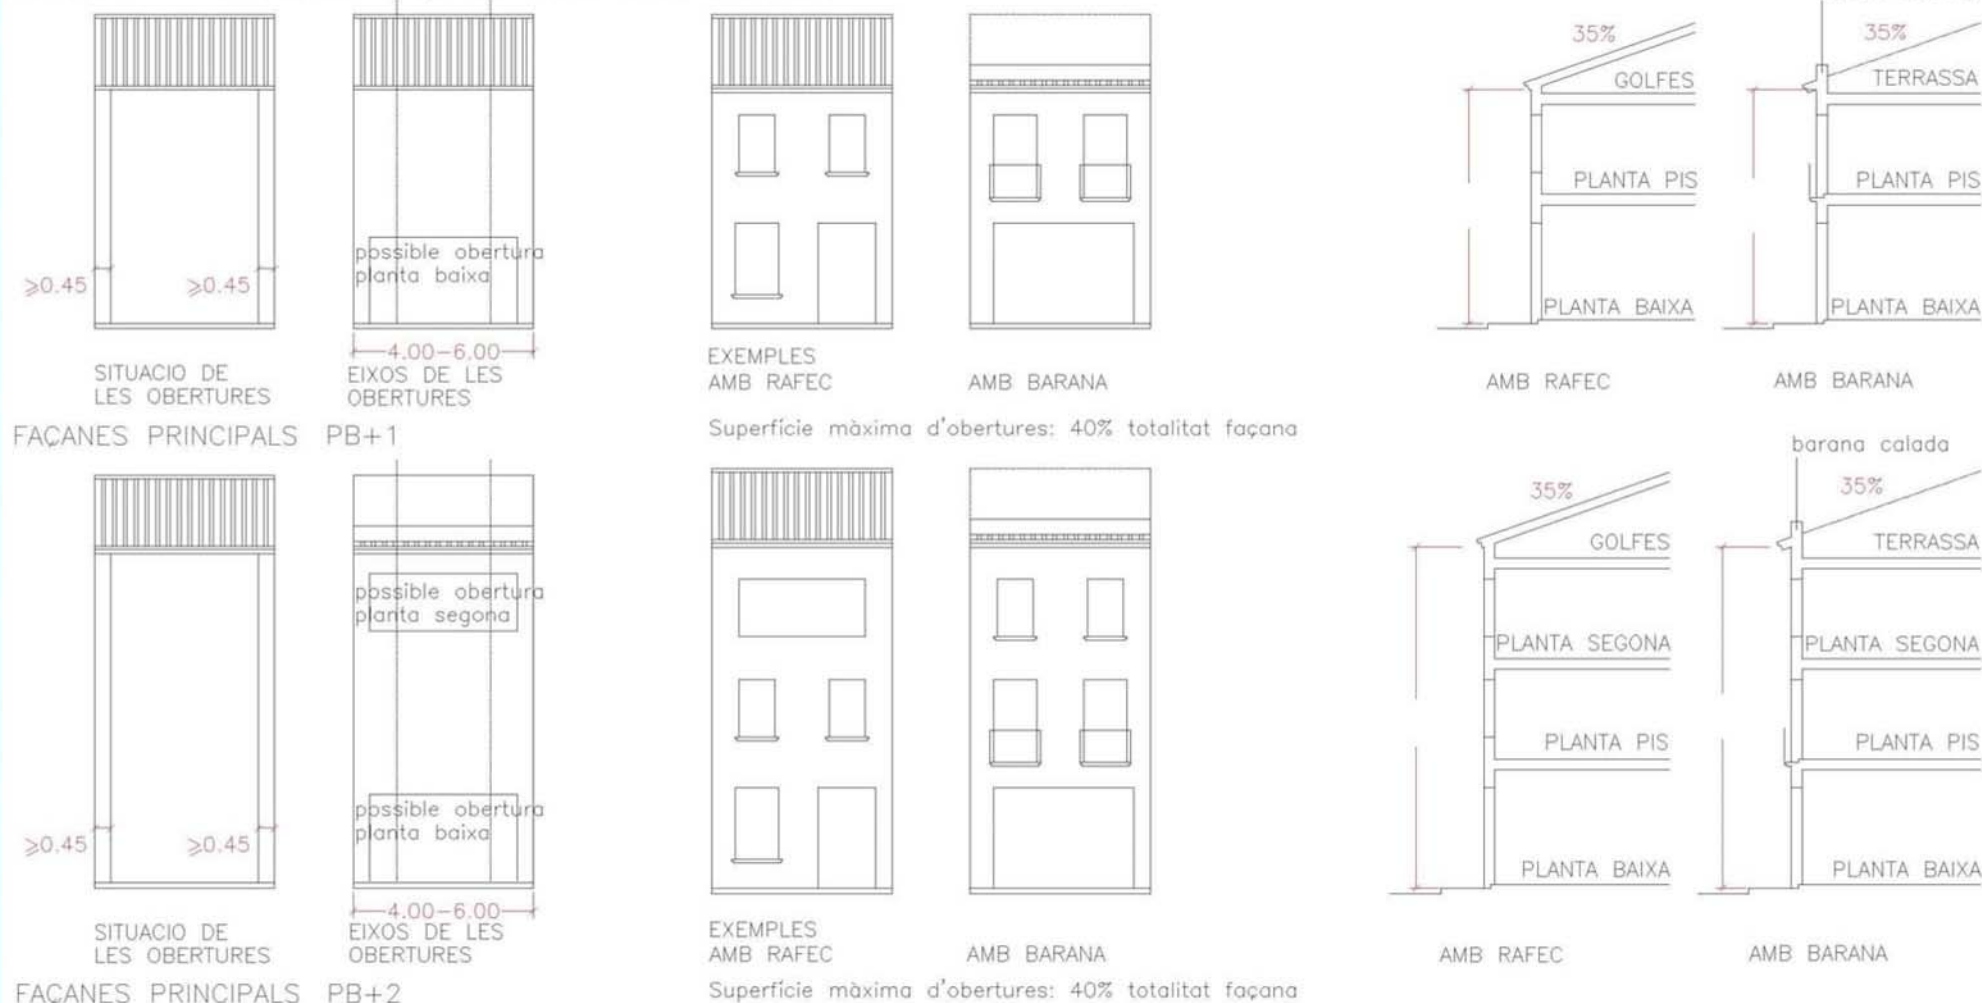 35%
35%
GOLFES
TERRASSA
PLANTA PIS
PLANTA PIS
possible obertura
planta baixa
≥0.45
≥0.45
PLANTA BAIXA
PLANTA BAIXA
4.00-6.00
SITUACIO DE
LES OBERTURES
EIXOS DE LES
OBERTURES
EXEMPLES
AMB RAFEC
AMB BARANA
AMB RAFEC
AMB BARANA
FAÇANES PRINCIPALS PB+1
Superfície màxima d'obertures: 40% totalitat façana
barana calada
35%
35%
GOLFES
TERRASSA
possible obertura
planta segona
PLANTA SEGONA
PLANTA SEGONA
PLANTA PIS
PLANTA PIS
possible obertura
planta baixa
≥0.45
≥0.45
PLANTA BAIXA
PLANTA BAIXA
4.00-6.00
SITUACIO DE
LES OBERTURES
EIXOS DE LES
OBERTURES
EXEMPLES
AMB RAFEC
AMB BARANA
AMB RAFEC
AMB BARANA
FAÇANES PRINCIPALS PB+2
Superfície màxima d'obertures: 40% totalitat façana